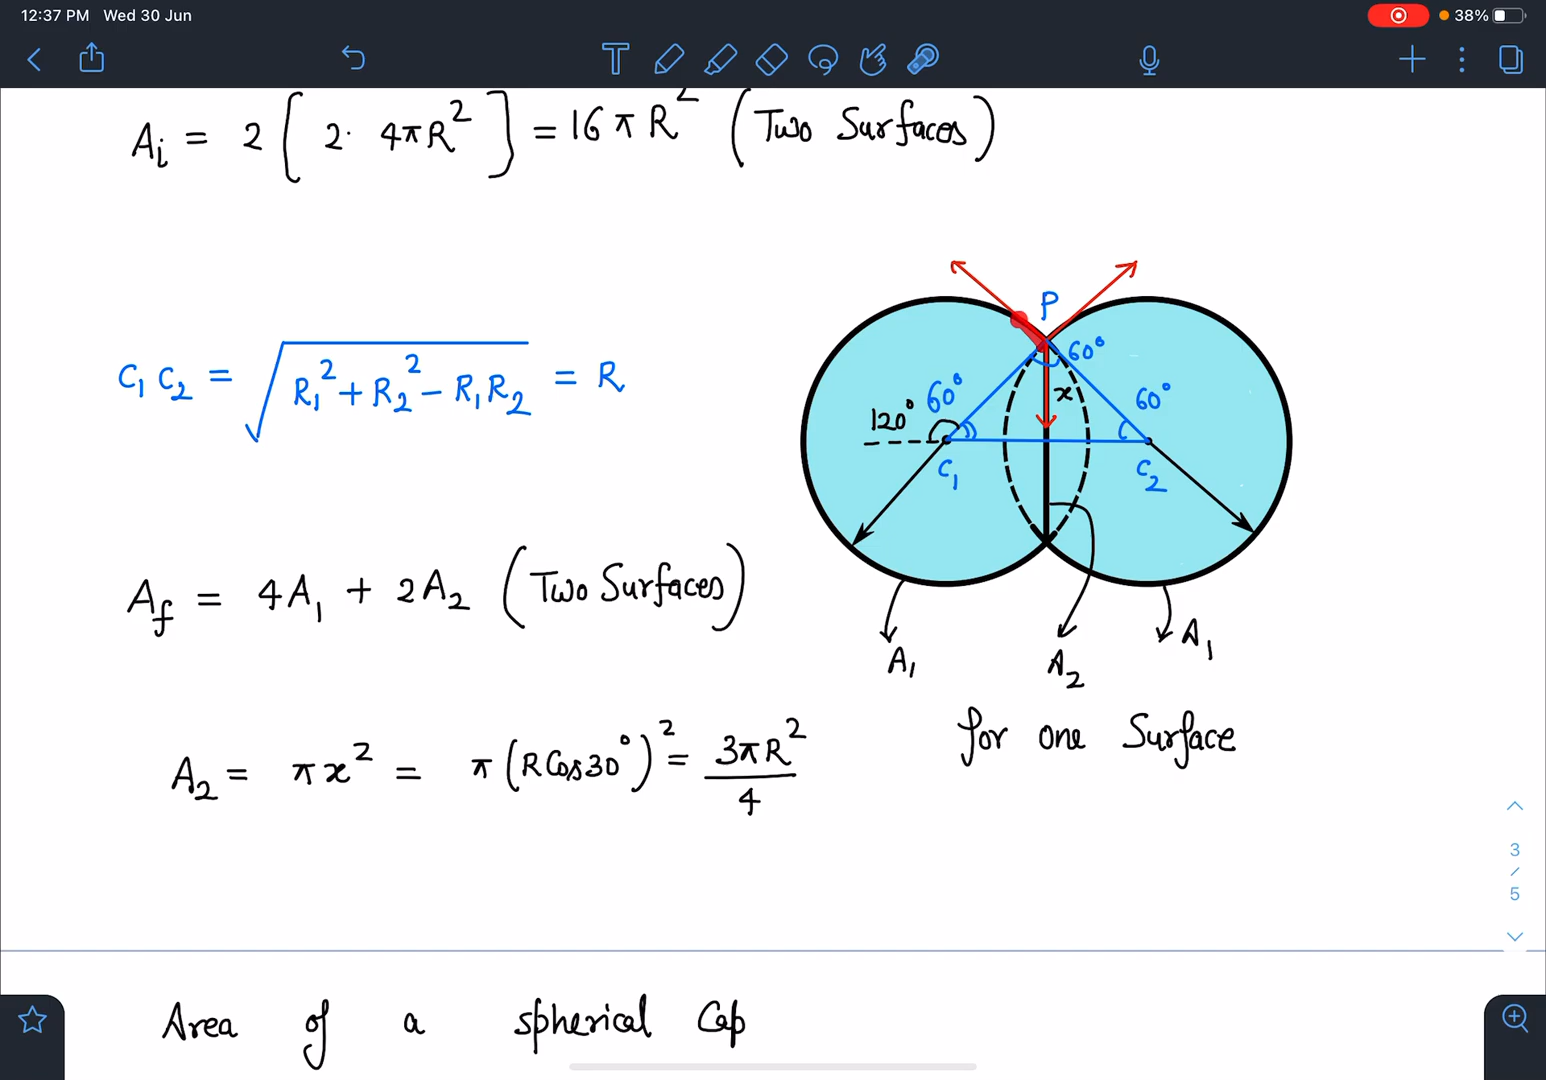 12:37 PM Wed 30 Jun
38%
T
Ai = 2 [ 2· 4πR² ] = 16πR² (Two Surfaces)
P
60°
C₁ C₂ = √(R₁² + R₂² - R₁R₂) = R
x
60°
60°
120°
C₁
C₂
Af = 4A₁ + 2A₂ (Two Surfaces)
A₁
A₂
A₁
for one Surface
A₂ = πx² = π(RCos30°)² = 3πR²/4
3
/
5
Area of a spherical Cap